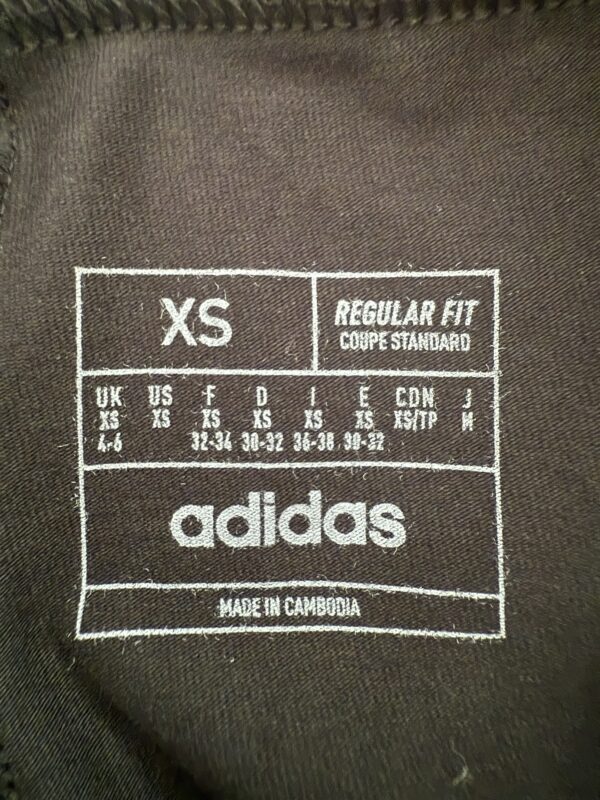 XS
REGULAR FIT
COUPE STANDARD
UK US F D I E CDN J
XS XS XS XS XS XS XS/TP M
4-6 32-34 30-32 36-38 30-32
adidas
MADE IN CAMBODIA